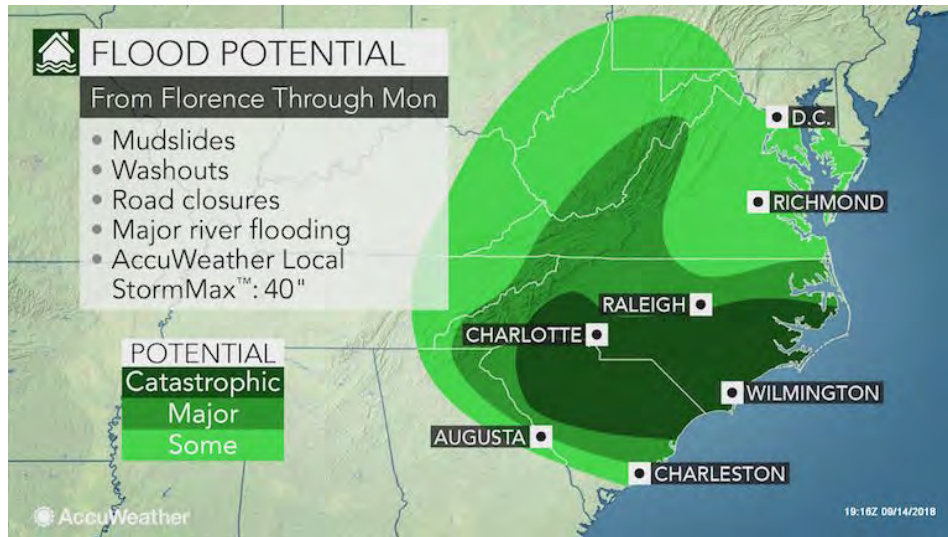 FLOOD POTENTIAL
From Florence Through Mon
• Mudslides
• Washouts
• Road closures
• Major river flooding
• AccuWeather Local
StormMax™: 40"
POTENTIAL
Catastrophic
Major
Some
D.C.
RICHMOND
RALEIGH
CHARLOTTE
WILMINGTON
AUGUSTA
CHARLESTON
AccuWeather
19:16Z 09/14/2018